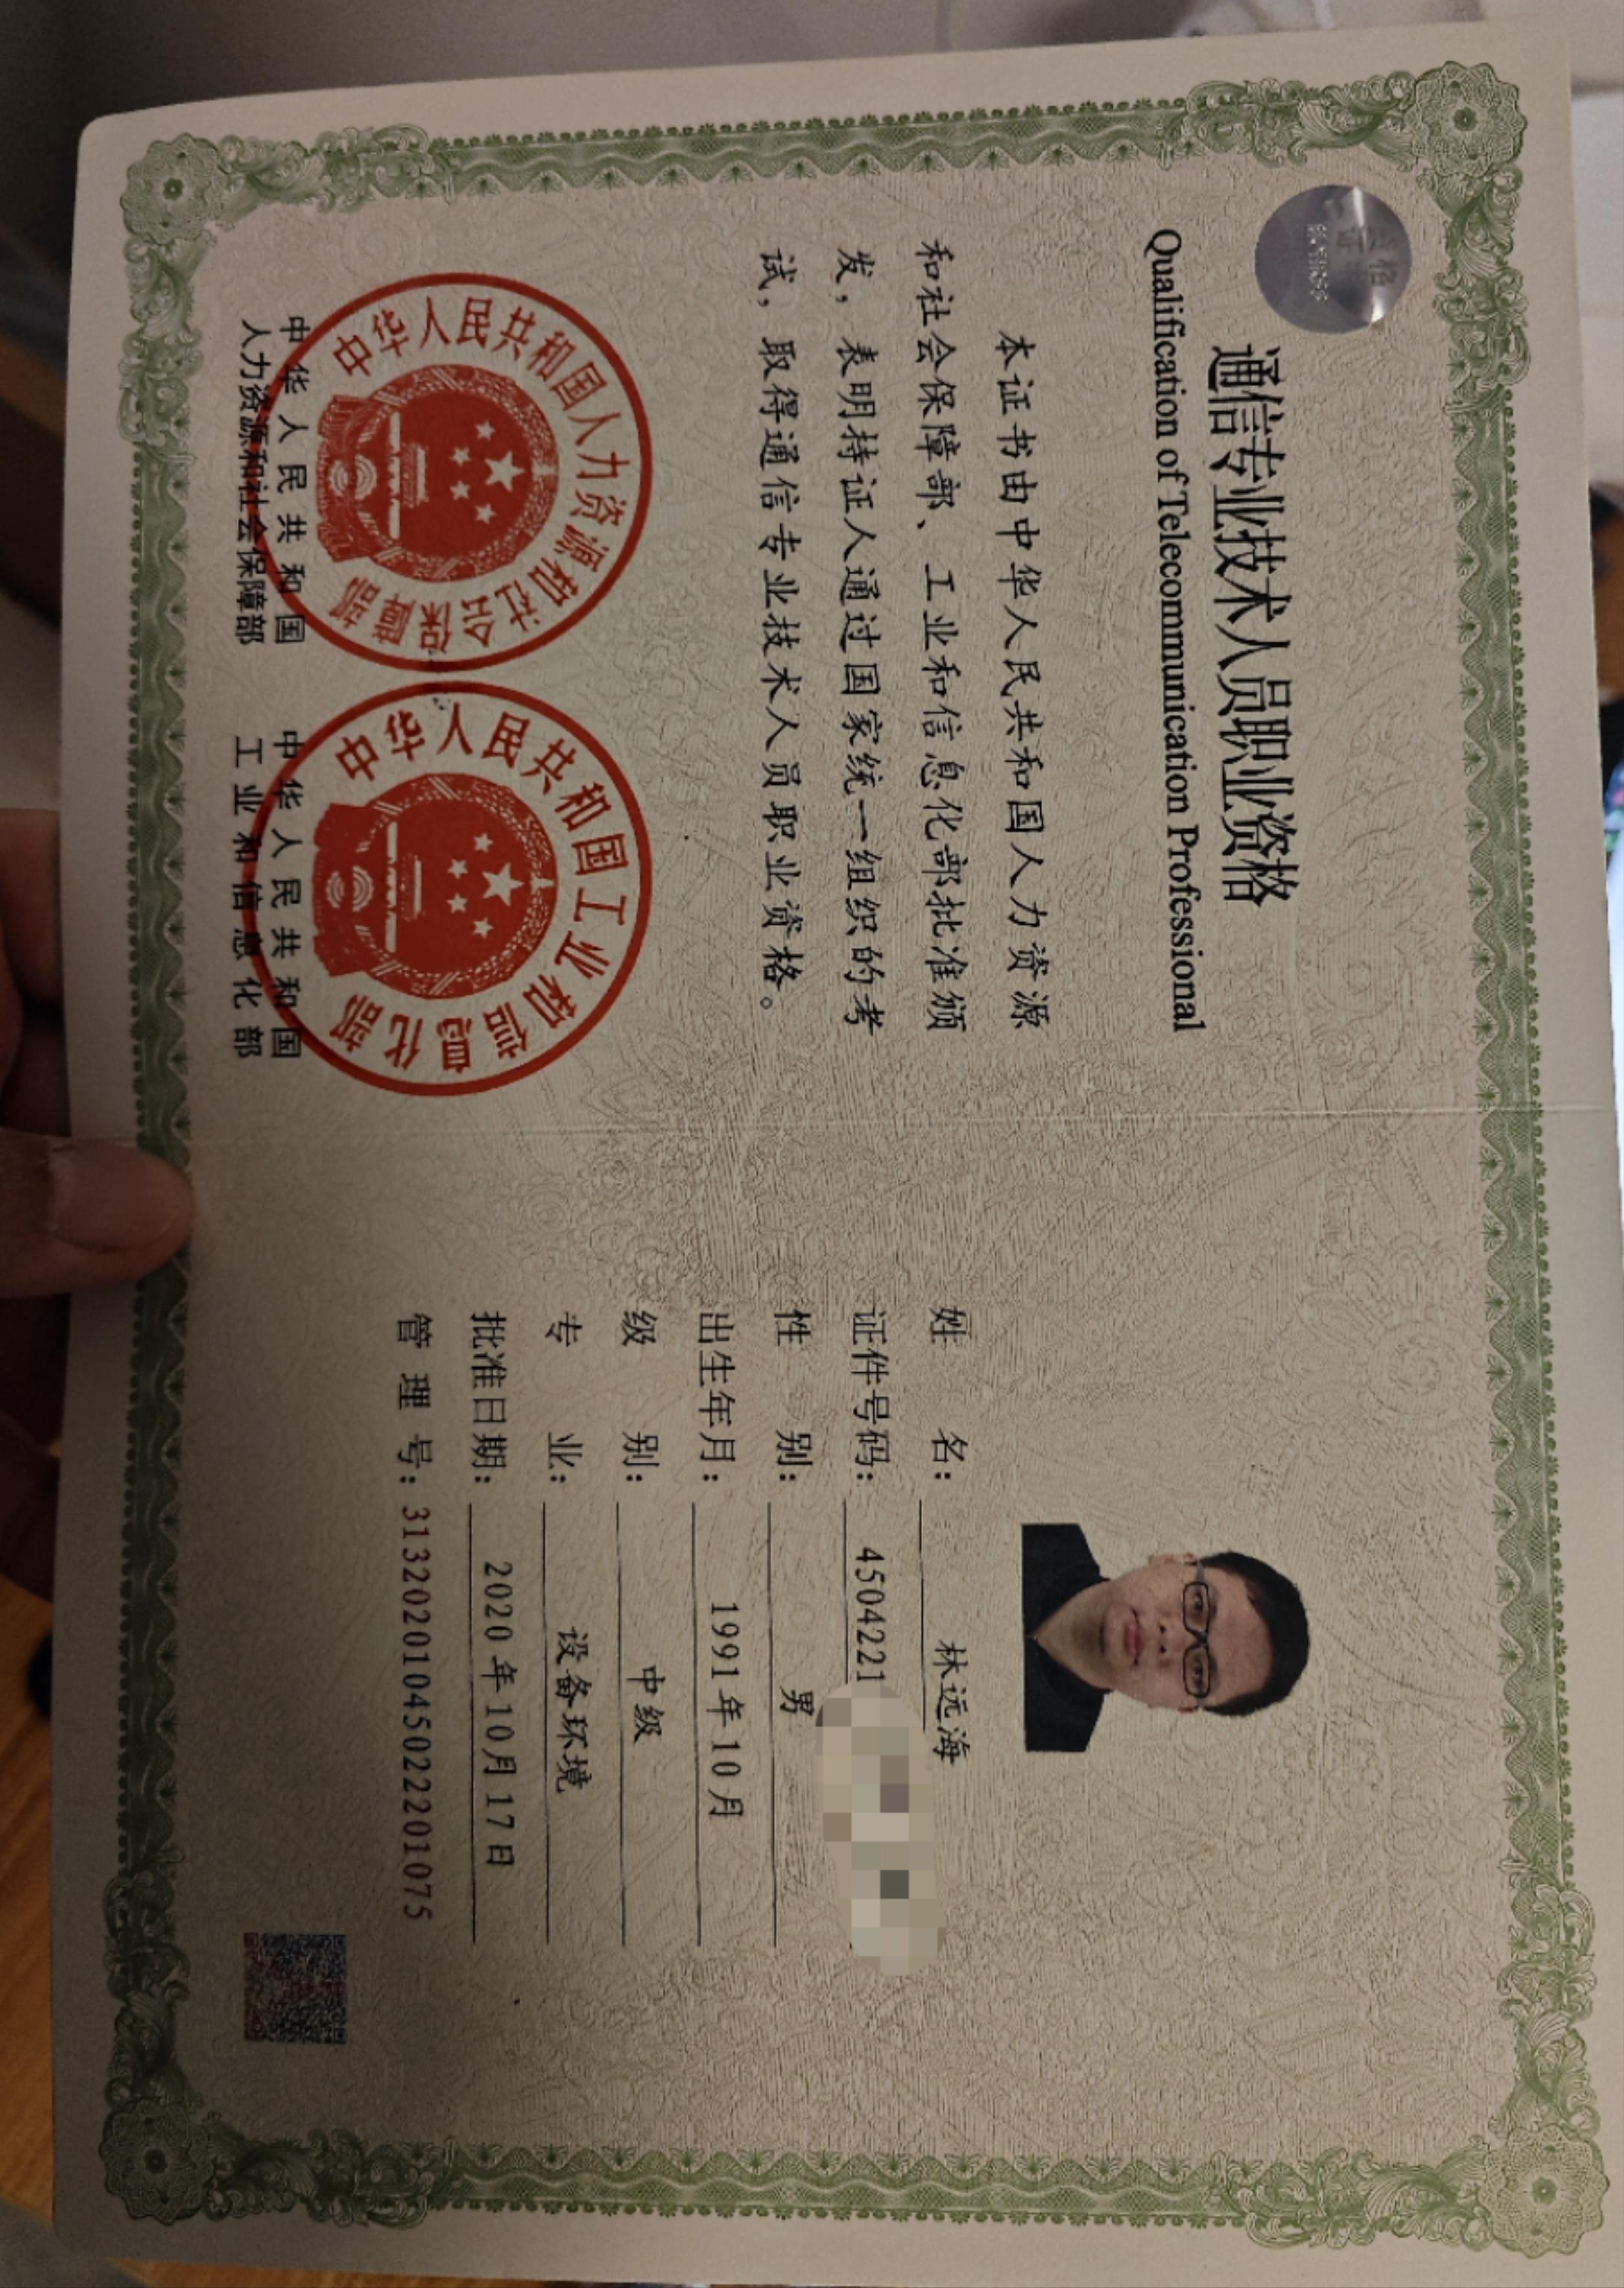 通信专业技术人员职业资格
Qualification of Telecommunication Professional
本证书由中华人民共和国人力资源
和社会保障部、工业和信息化部批准颁
发，表明持证人通过国家统一组织的考
试，取得通信专业技术人员职业资格。
中华人民共和国人力资源和社会保障部
中华人民共和国工业和信息化部
中华人民共和国
人力资源和社会保障部
中华人民共和国
工业和信息化部
姓名：林远海
证件号码：4504221
性别：男
出生年月：1991年10月
级别：中级
专业：设备环境
批准日期：2020年10月17日
管理号：31320201045022201075